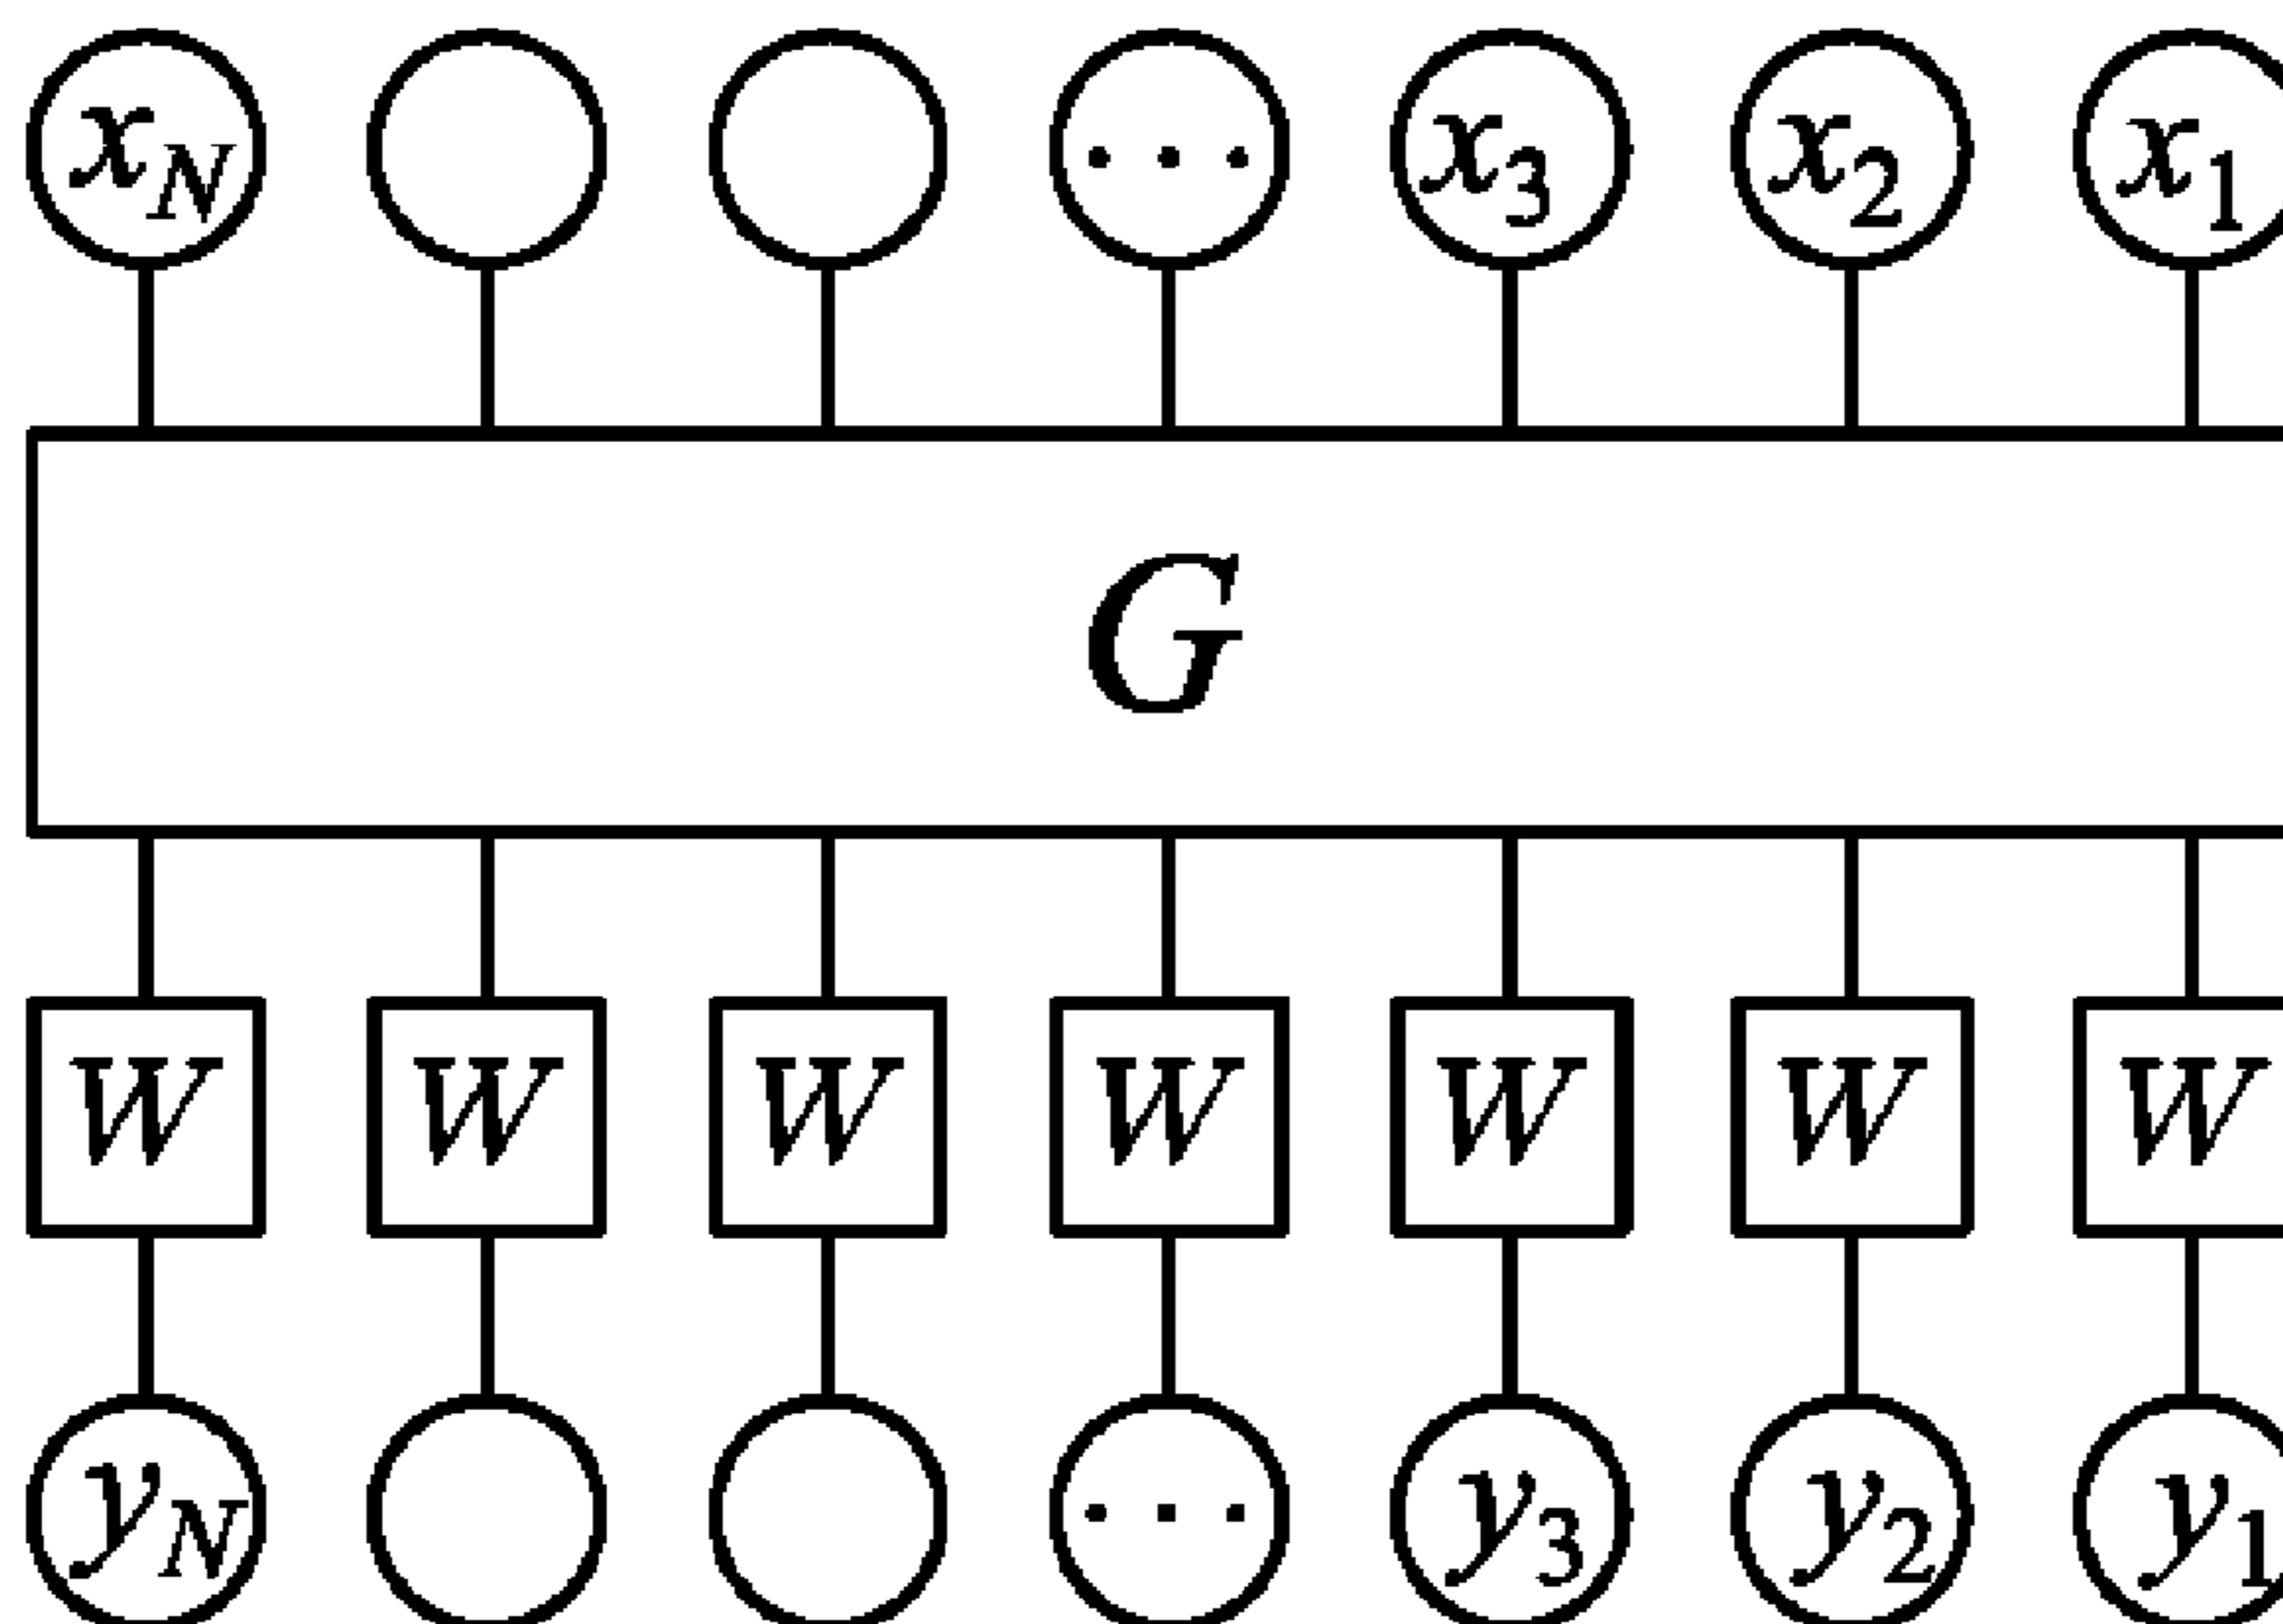 x_N . . . x_3 x_2 x_1
G
W W W W W W W
y_N . . . y_3 y_2 y_1